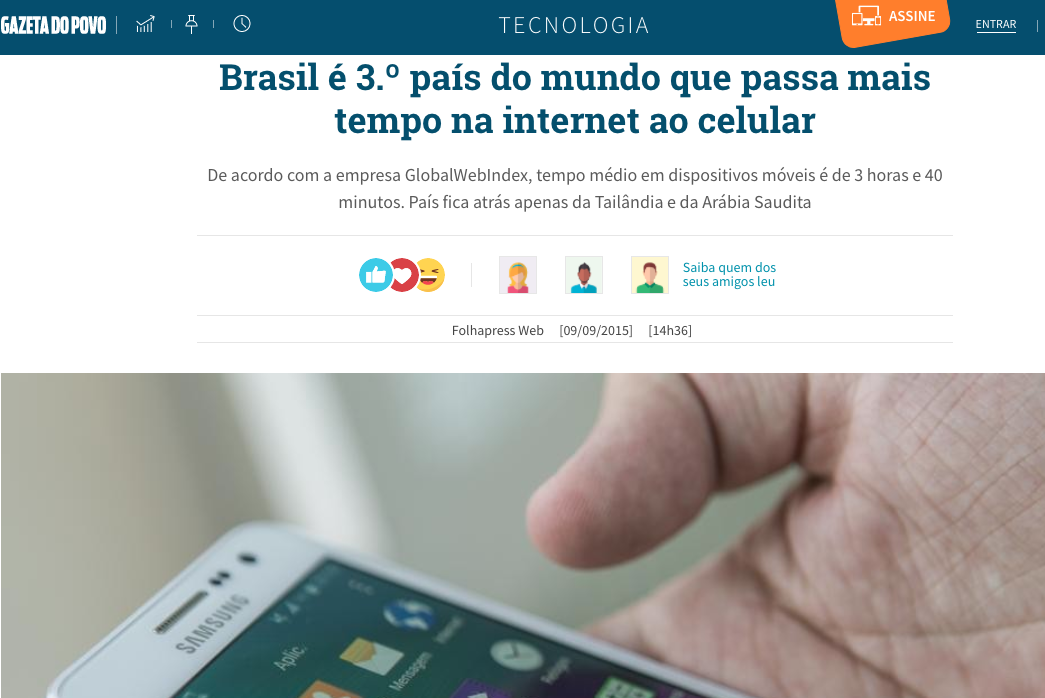 GAZETA DO POVO
TECNOLOGIA
ASSINE
ENTRAR
Brasil é 3.º país do mundo que passa mais
tempo na internet ao celular
De acordo com a empresa GlobalWebIndex, tempo médio em dispositivos móveis é de 3 horas e 40
minutos. País fica atrás apenas da Tailândia e da Arábia Saudita
Saiba quem dos
seus amigos leu
Folhapress Web [09/09/2015] [14h36]
SAMSUNG
Aplic.
Mensagem
Internet
Relógio